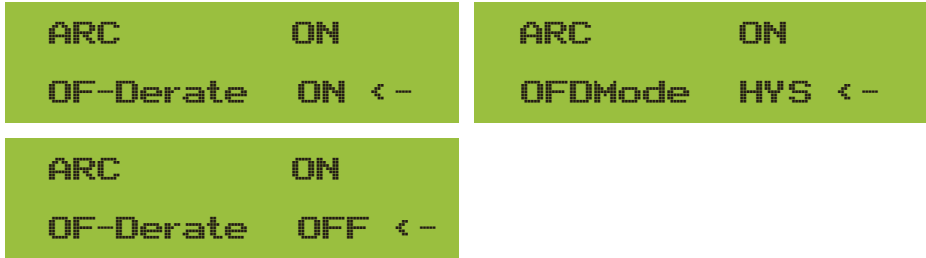 ARC ON
OF-Derate ON <-
ARC ON
OFDMode HYS <-
ARC ON
OF-Derate OFF <-